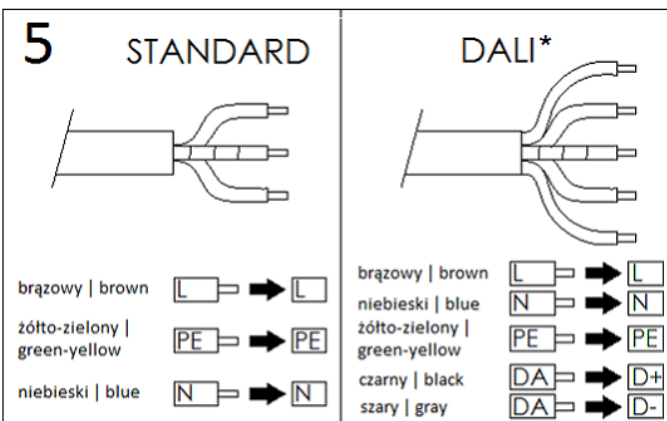 5 STANDARD
brązowy | brown L L
żółto-zielony |
green-yellow PE PE
niebieski | blue N N
DALI*
brązowy | brown L L
niebieski | blue N N
żółto-zielony |
green-yellow PE PE
czarny | black DA D+
szary | gray DA D-